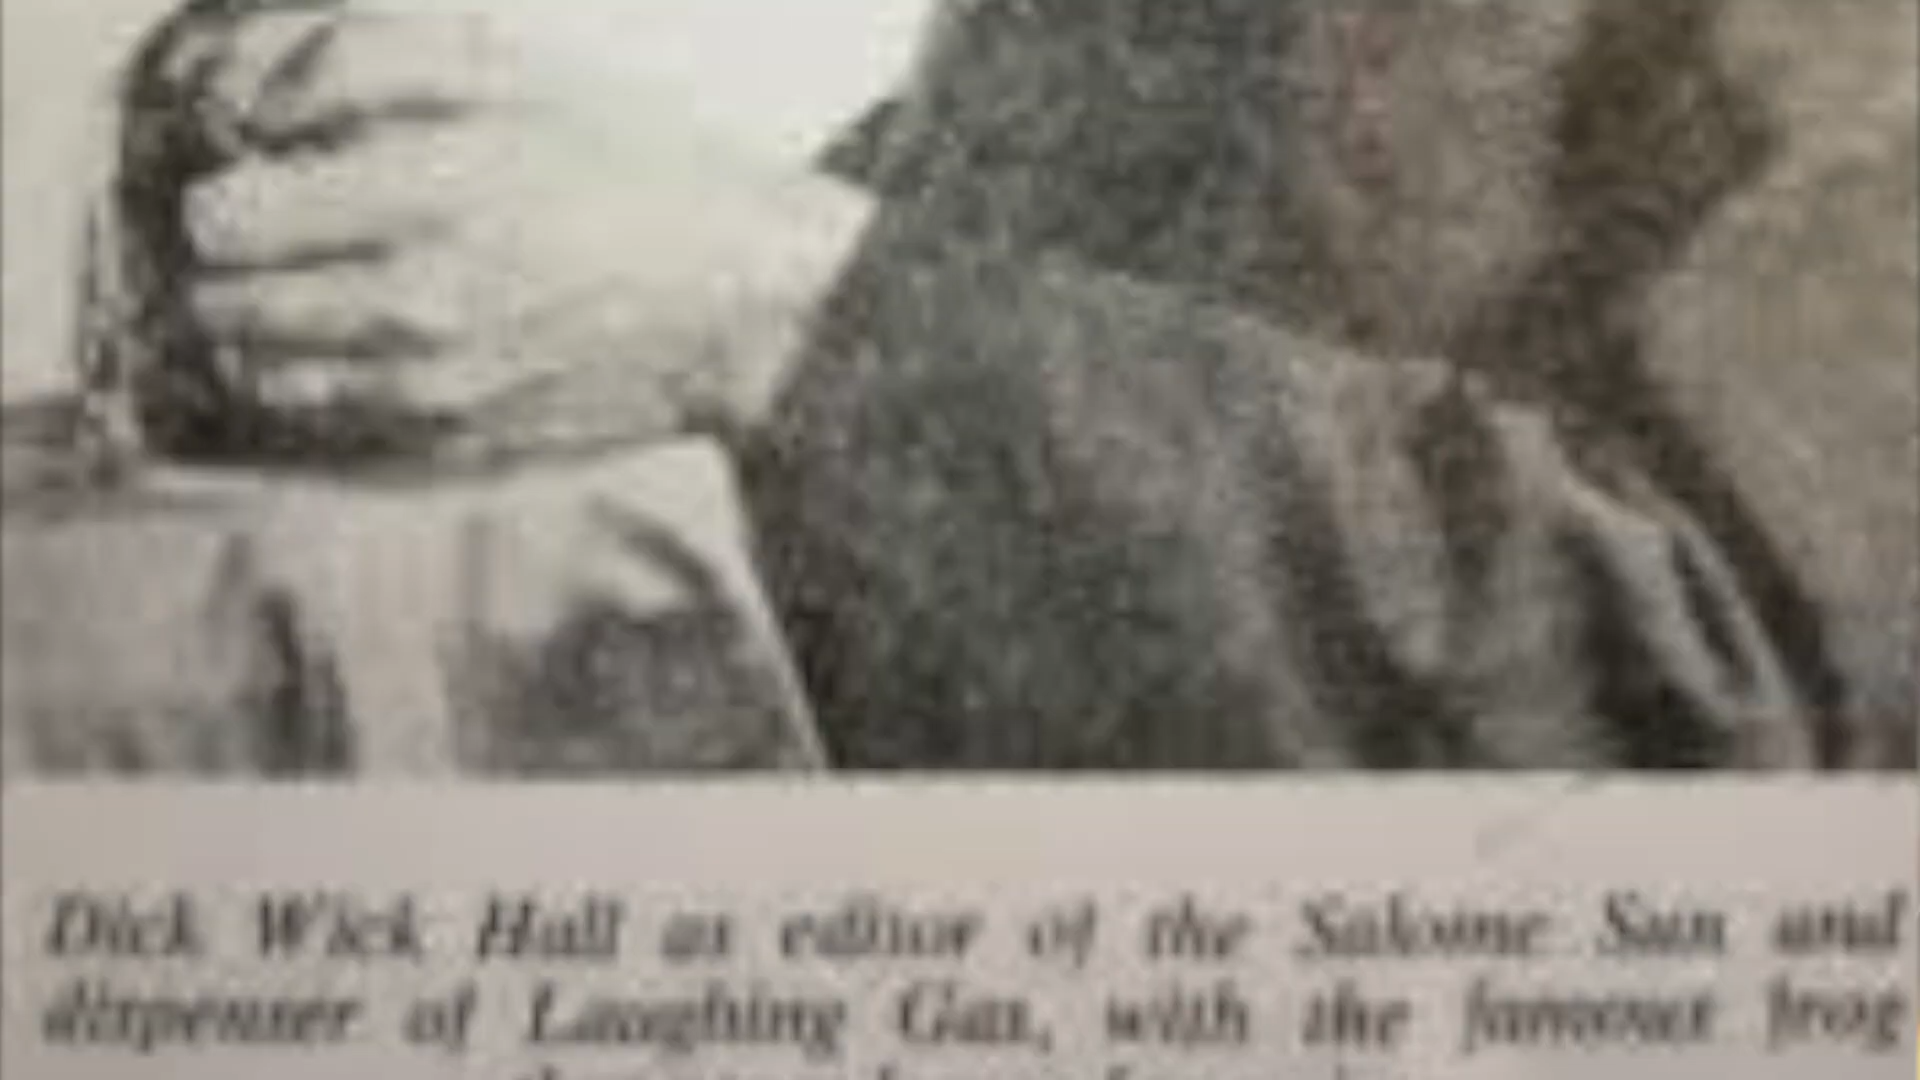 Dick Wick Hall as editor of the Salome Sun and
dispenser of Laughing Gas, with the famous frog